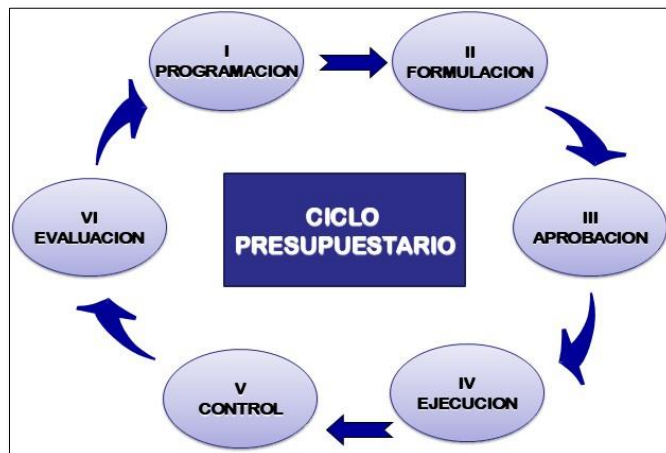 I
PROGRAMACION
II
FORMULACION
III
APROBACION
IV
EJECUCION
V
CONTROL
VI
EVALUACION
CICLO
PRESUPUESTARIO